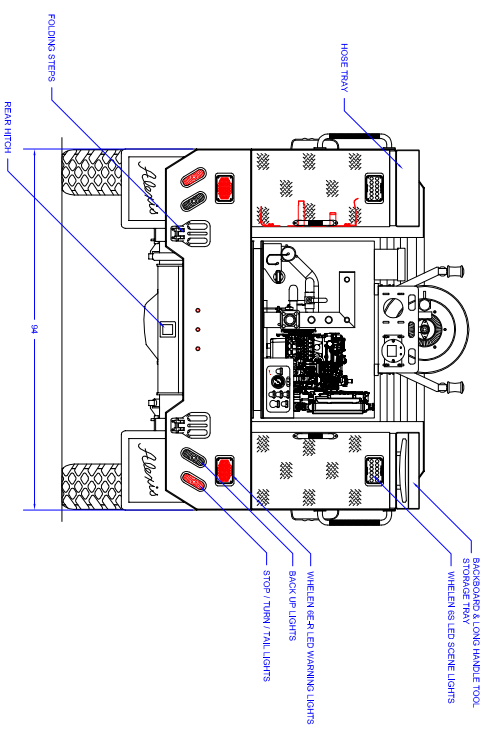 BACKBOARD & LONG HANDLE TOOL
STORAGE TRAY
WHELEN 6S LED SCENE LIGHTS
WHELEN 6E-R LED WARNING LIGHTS
BACK UP LIGHTS
STOP / TURN / TAIL LIGHTS
HOSE TRAY
FOLDING STEPS
REAR HITCH
94
Alexis
Alexis